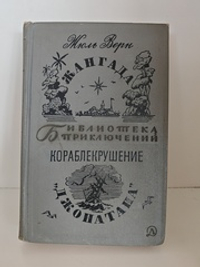 Жюль Верн
ЖАНГАДА
БИБЛИОТЕКА
ПРИКЛЮЧЕНИЙ
КОРАБЛЕКРУШЕНИЕ
"ДЖОНАТАНА"